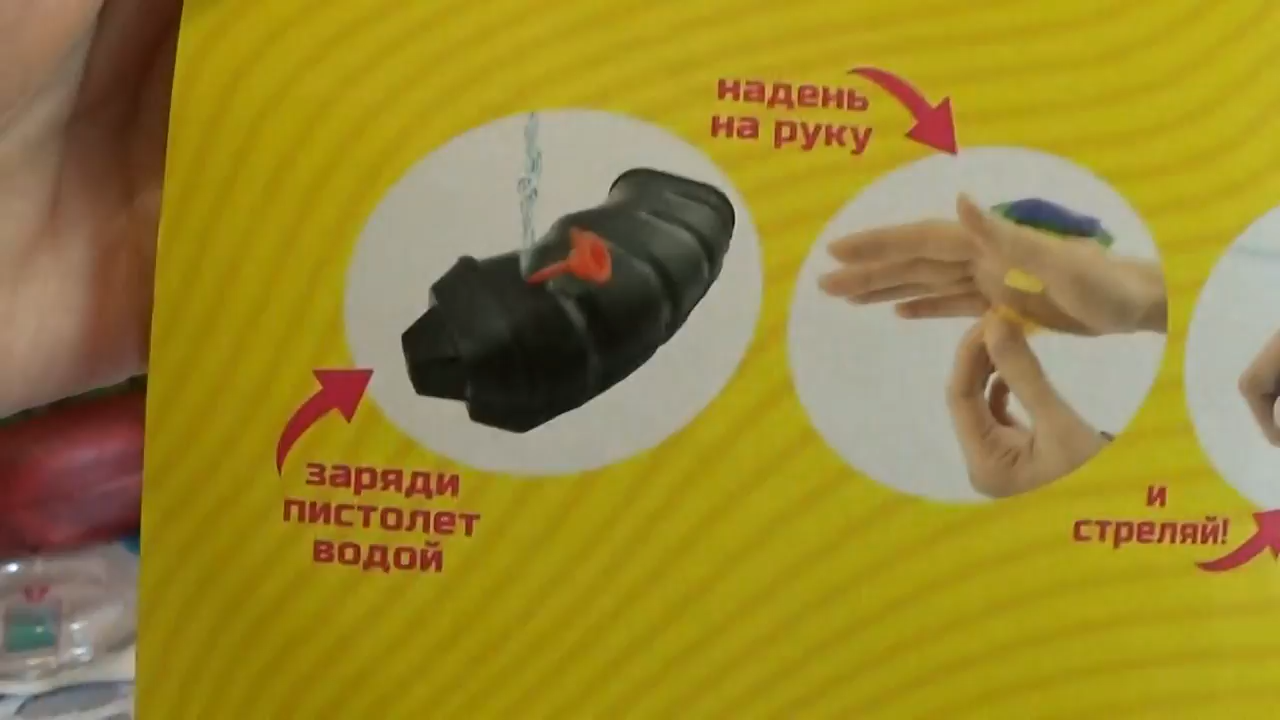 заряди
пистолет
водой
надень
на руку
и
стреляй!